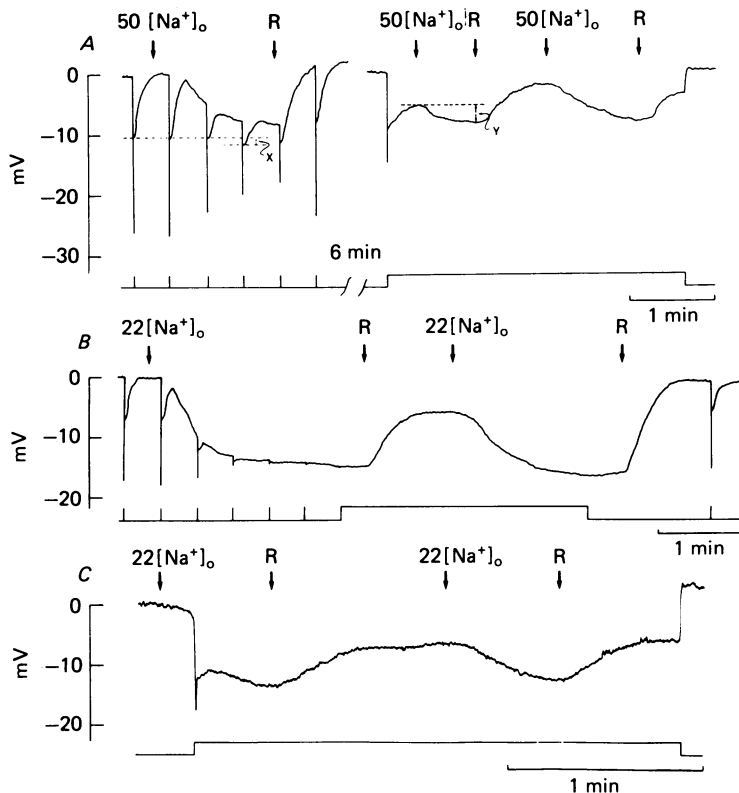 A
50 [Na⁺]ₒ R 50[Na⁺]ₒ R 50[Na⁺]ₒ R
0
−10
−20
−30
mV
x
Y
6 min
1 min
B
22[Na⁺]ₒ R 22[Na⁺]ₒ R
0
−10
−20
mV
1 min
C
22[Na⁺]ₒ R 22[Na⁺]ₒ R
0
−10
−20
mV
1 min